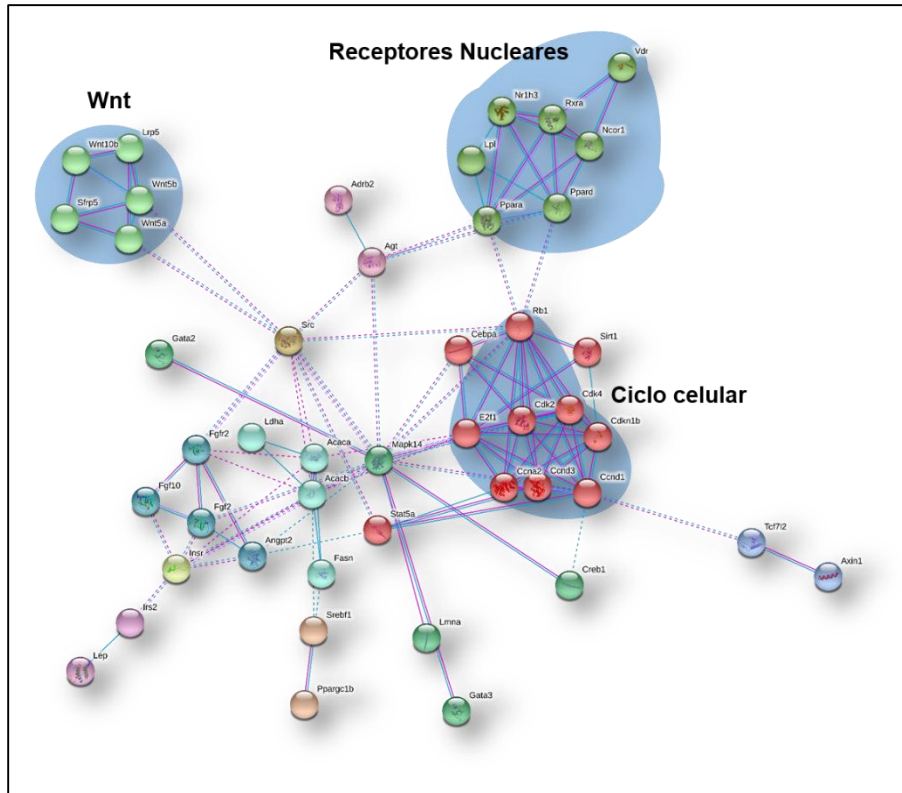 Receptores Nucleares
Vdr
Wnt
Nr1h3
Rxra
Ncor1
Lrp5
Wnt10b
Lpl
Wnt5b
Adrb2
Sfrp5
Ppard
Ppara
Wnt5a
Agt
Rb1
Src
Cebpa
Sirt1
Gata2
Cdk4
Ciclo celular
Cdk2
E2f1
Cdkn1b
Ldha
Fgfr2
Acaca
Mapk14
Ccna2
Ccnd3
Ccnd1
Acacb
Fgf10
Fgf2
Stat5a
Tcf7l2
Angpt2
Insr
Fasn
Creb1
Axin1
Irs2
Srebf1
Lmna
Lep
Ppargc1b
Gata3